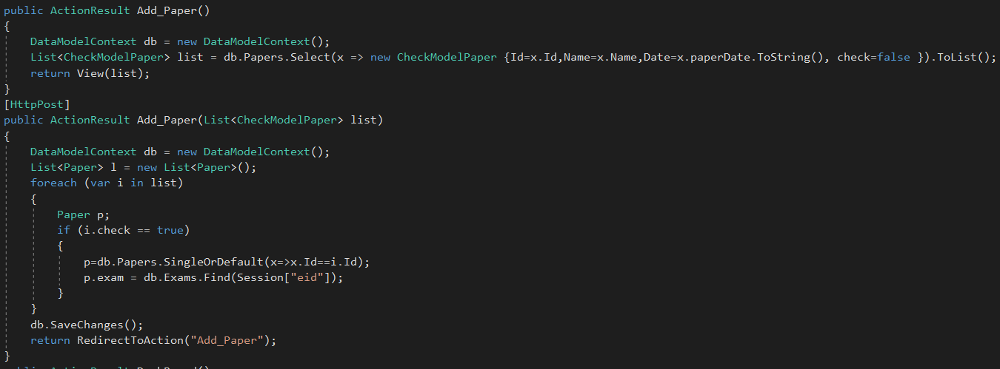 public ActionResult Add_Paper()
{
    DataModelContext db = new DataModelContext();
    List<CheckModelPaper> list = db.Papers.Select(x => new CheckModelPaper {Id=x.Id,Name=x.Name,Date=x.paperDate.ToString(), check=false }).ToList();
    return View(list);
}
[HttpPost]
public ActionResult Add_Paper(List<CheckModelPaper> list)
{
    DataModelContext db = new DataModelContext();
    List<Paper> l = new List<Paper>();
    foreach (var i in list)
    {
        Paper p;
        if (i.check == true)
        {
            p=db.Papers.SingleOrDefault(x=>x.Id==i.Id);
            p.exam = db.Exams.Find(Session["eid"]);
        }
    }
    db.SaveChanges();
    return RedirectToAction("Add_Paper");
}